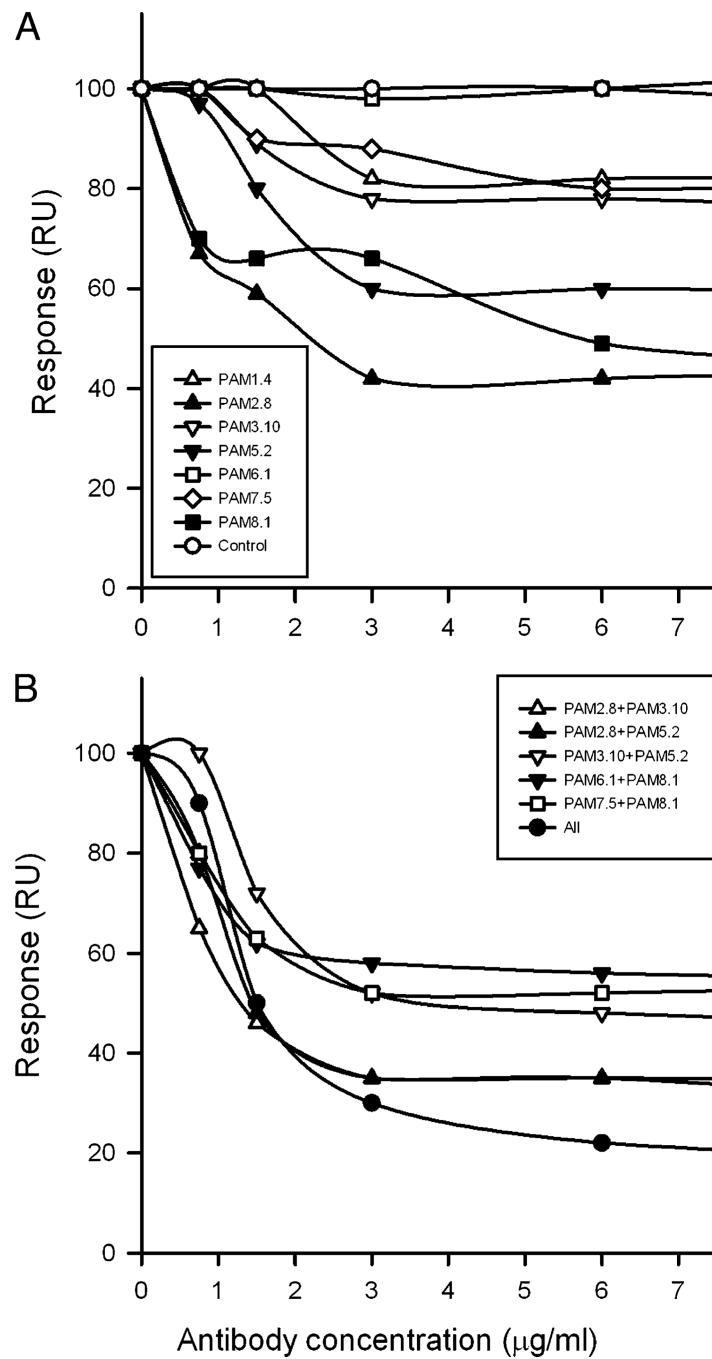 A
Response (RU)
100
80
60
40
20
0
PAM1.4
PAM2.8
PAM3.10
PAM5.2
PAM6.1
PAM7.5
PAM8.1
Control
0 1 2 3 4 5 6 7
B
Response (RU)
100
80
60
40
20
0
PAM2.8+PAM3.10
PAM2.8+PAM5.2
PAM3.10+PAM5.2
PAM6.1+PAM8.1
PAM7.5+PAM8.1
All
0 1 2 3 4 5 6 7
Antibody concentration (μg/ml)